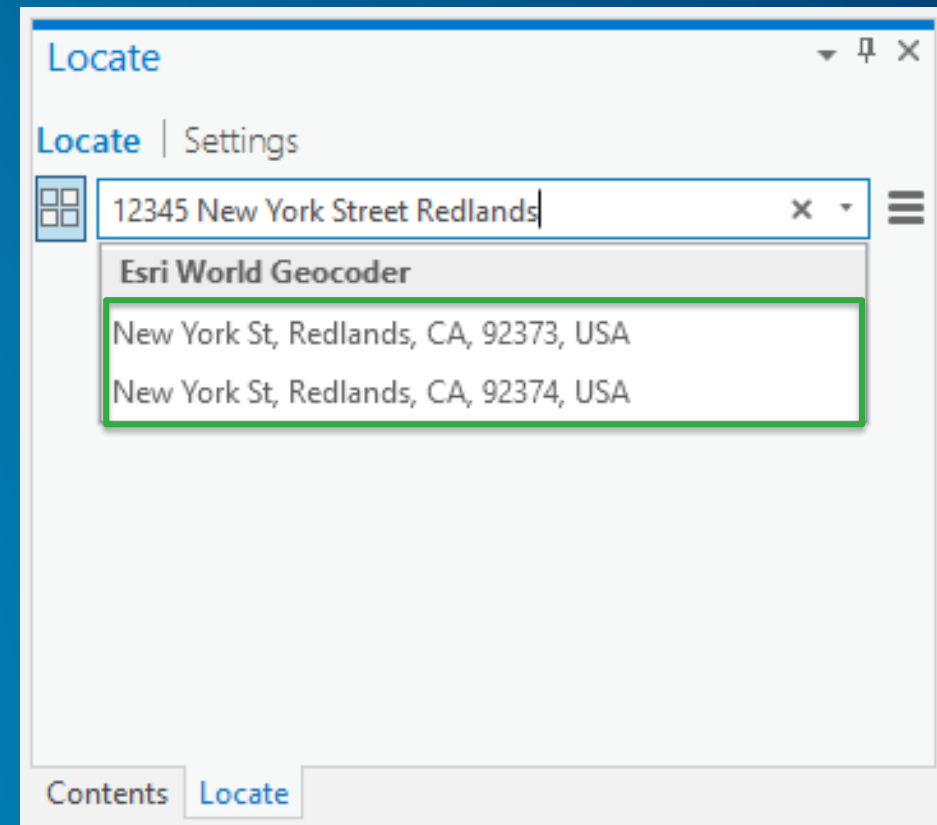 Locate
Locate | Settings
12345 New York Street Redlands
Esri World Geocoder
New York St, Redlands, CA, 92373, USA
New York St, Redlands, CA, 92374, USA
Contents Locate